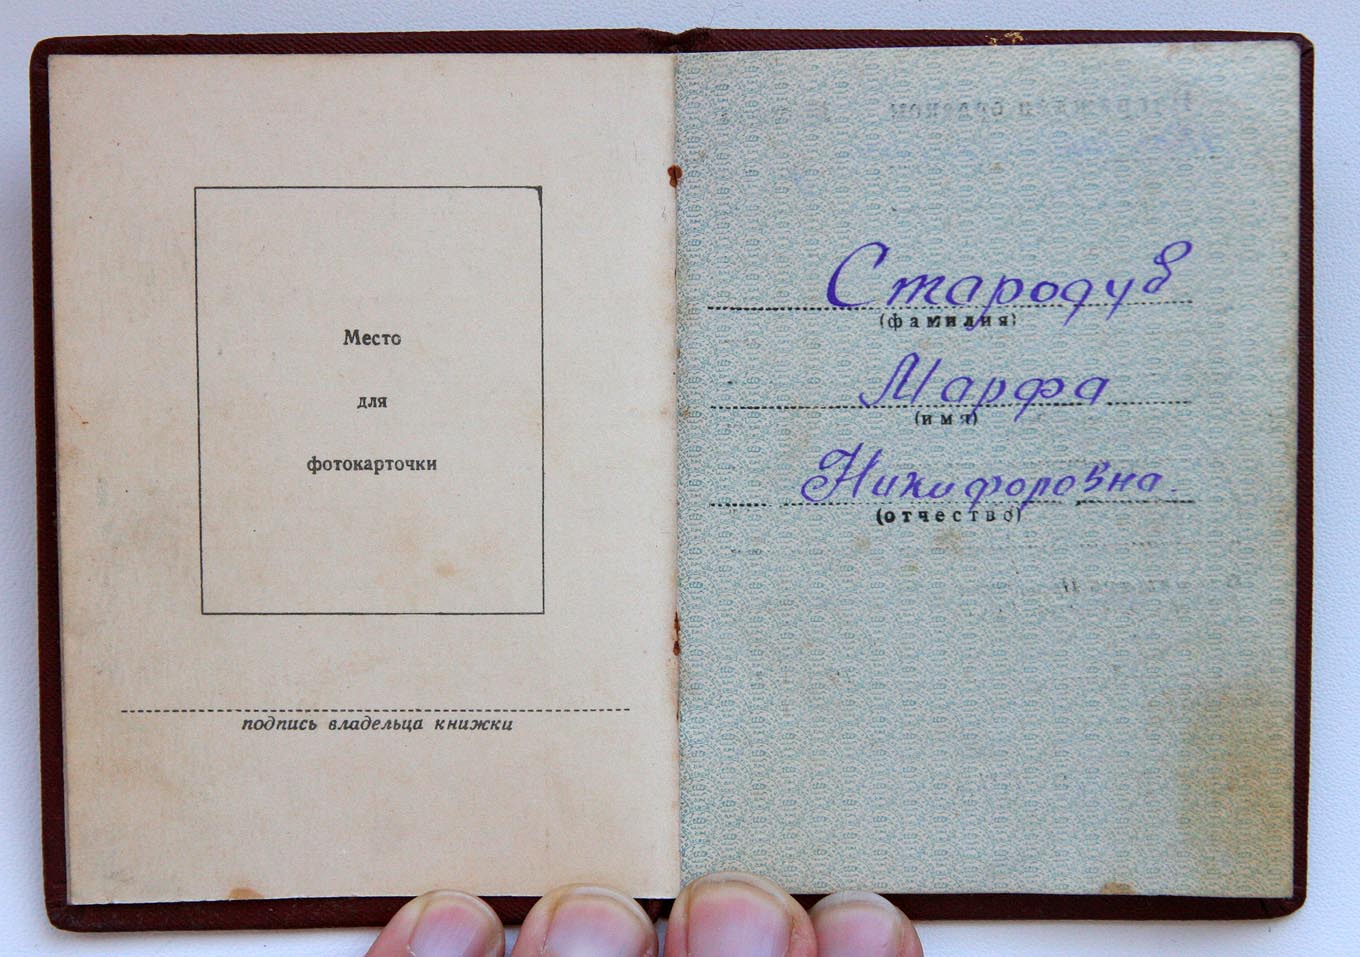 Место
для
фотокарточки
подпись владельца книжки
Стародуб
(фамилия)
Марфа
(имя)
Никифоровна
(отчество)